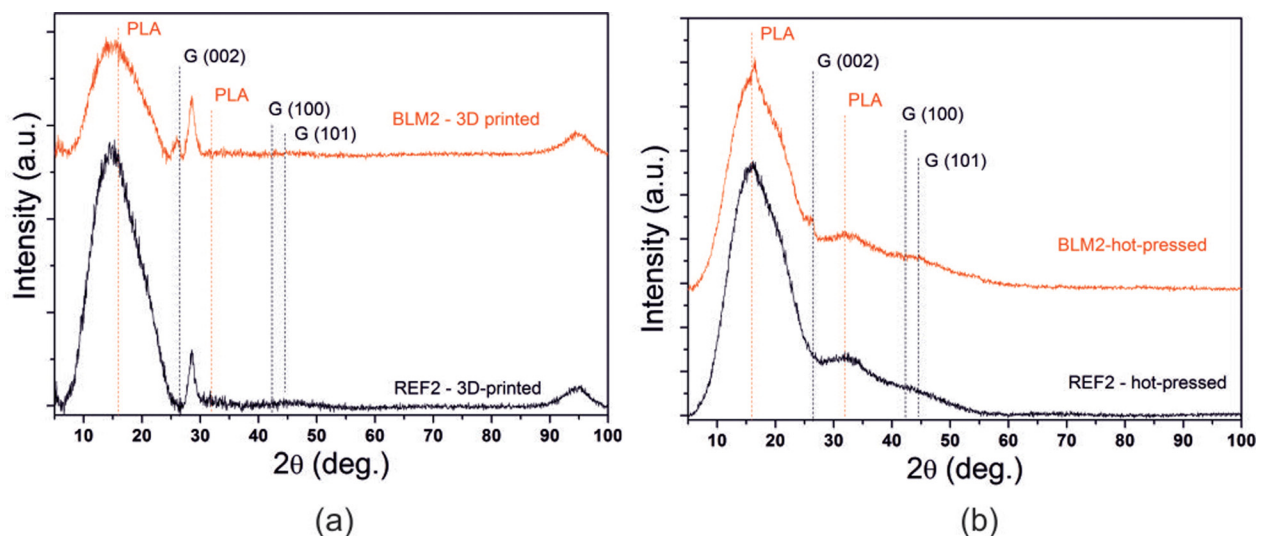 PLA
G (002)
PLA
G (100)
G (101)
BLM2 - 3D printed
REF2 - 3D-printed
Intensity (a.u.)
10 20 30 40 50 60 70 80 90 100
2θ (deg.)
(a)
PLA
G (002)
PLA
G (100)
G (101)
BLM2-hot-pressed
REF2 - hot-pressed
Intensity (a.u.)
10 20 30 40 50 60 70 80 90 100
2θ (deg.)
(b)